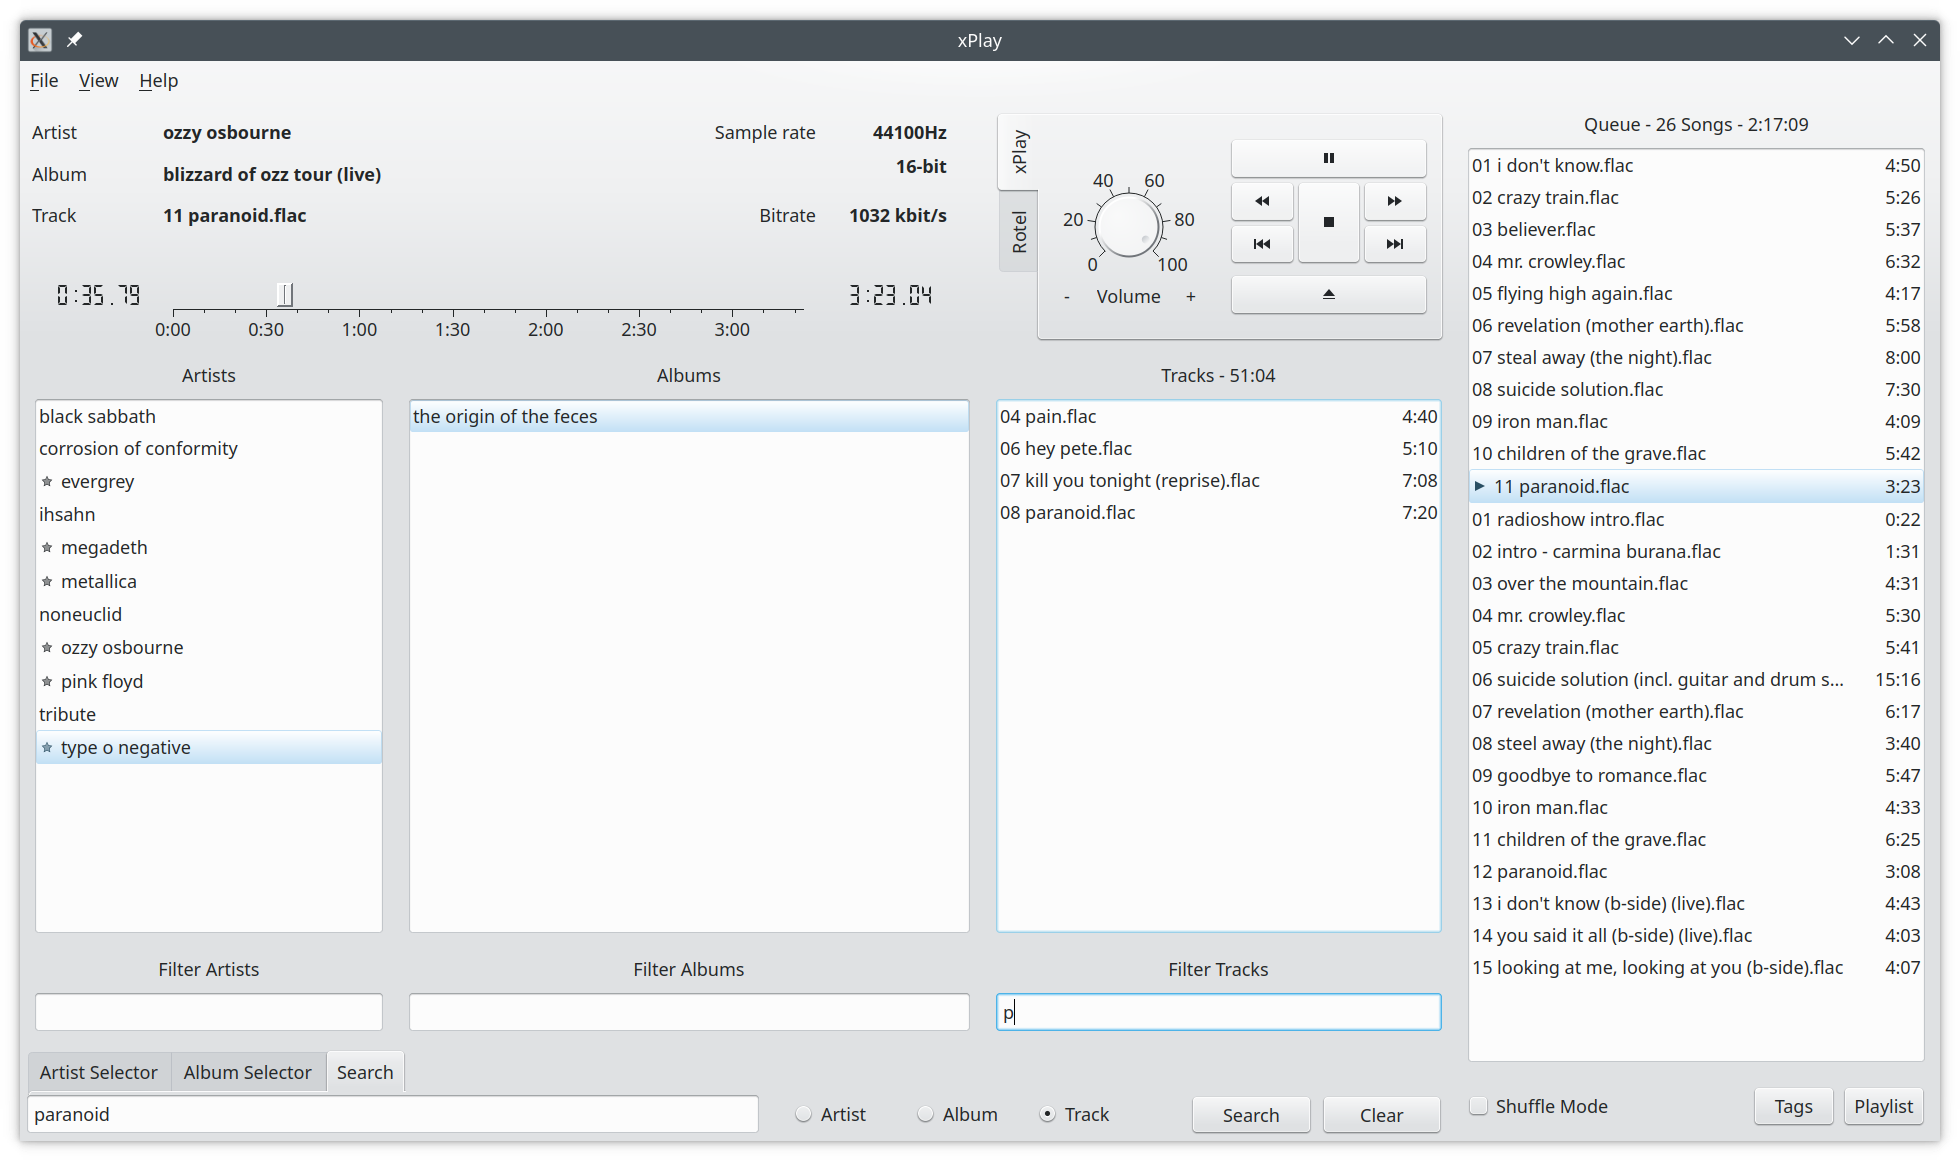 xPlay
File View Help
Artist ozzy osbourne
Album blizzard of ozz tour (live)
Track 11 paranoid.flac
Sample rate 44100Hz
16-bit
Bitrate 1032 kbit/s
0:35.79
3:23.04
0:00 0:30 1:00 1:30 2:00 2:30 3:00
xPlay
Rotel
0 20 40 60 80 100
- Volume +
Artists
black sabbath
corrosion of conformity
evergrey
ihsahn
megadeth
metallica
noneuclid
ozzy osbourne
pink floyd
tribute
type o negative
Albums
the origin of the feces
Tracks - 51:04
04 pain.flac 4:40
06 hey pete.flac 5:10
07 kill you tonight (reprise).flac 7:08
08 paranoid.flac 7:20
Filter Artists
Filter Albums
Filter Tracks
p
Artist Selector Album Selector Search
paranoid
Artist Album Track
Search Clear
Queue - 26 Songs - 2:17:09
01 i don't know.flac 4:50
02 crazy train.flac 5:26
03 believer.flac 5:37
04 mr. crowley.flac 6:32
05 flying high again.flac 4:17
06 revelation (mother earth).flac 5:58
07 steal away (the night).flac 8:00
08 suicide solution.flac 7:30
09 iron man.flac 4:09
10 children of the grave.flac 5:42
11 paranoid.flac 3:23
01 radioshow intro.flac 0:22
02 intro - carmina burana.flac 1:31
03 over the mountain.flac 4:31
04 mr. crowley.flac 5:30
05 crazy train.flac 5:41
06 suicide solution (incl. guitar and drum s... 15:16
07 revelation (mother earth).flac 6:17
08 steel away (the night).flac 3:40
09 goodbye to romance.flac 5:47
10 iron man.flac 4:33
11 children of the grave.flac 6:25
12 paranoid.flac 3:08
13 i don't know (b-side) (live).flac 4:43
14 you said it all (b-side) (live).flac 4:03
15 looking at me, looking at you (b-side).flac 4:07
Shuffle Mode Tags Playlist